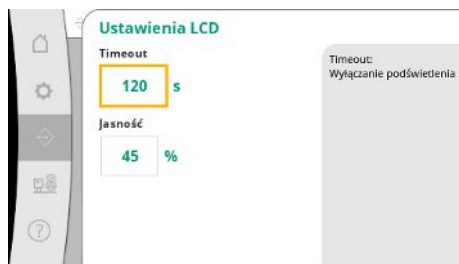 Ustawienia LCD
Timeout
120 s
Jasność
45 %
Timeout:
Wyłączanie podświetlenia